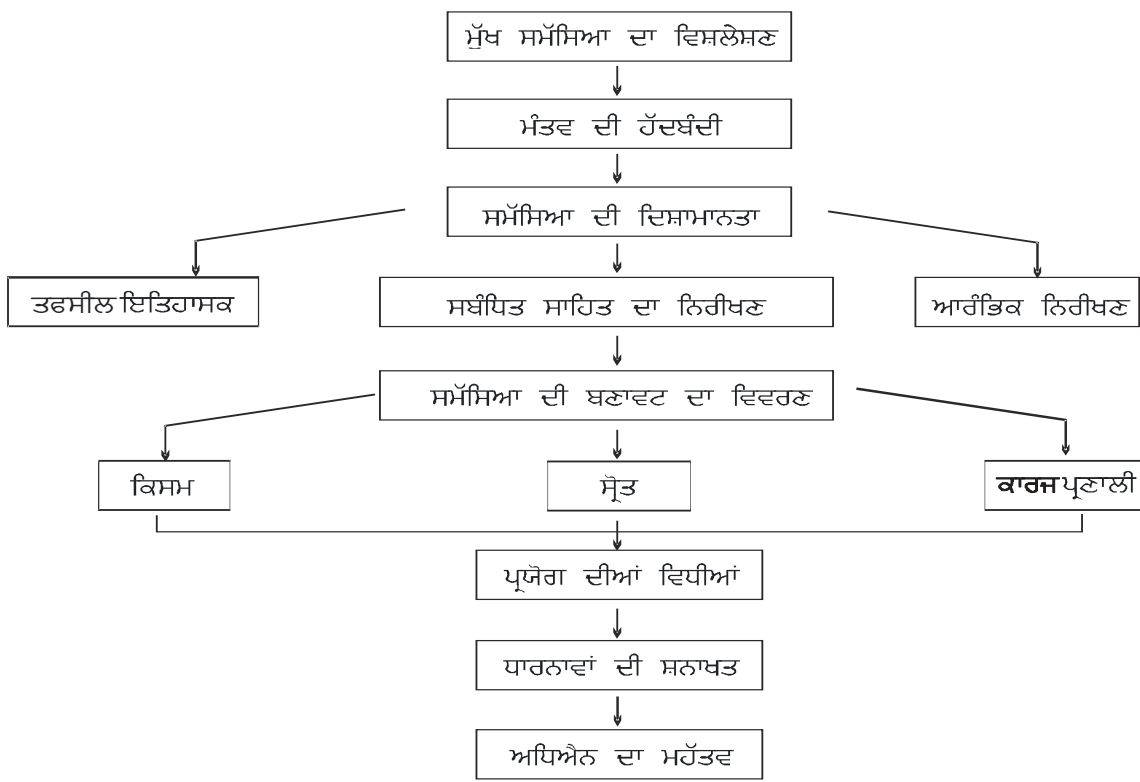 ਮੁੱਖ ਸਮੱਸਿਆ ਦਾ ਵਿਸ਼ਲੇਸ਼ਣ
ਮੰਤਵ ਦੀ ਹੱਦਬੰਦੀ
ਸਮੱਸਿਆ ਦੀ ਦਿਸ਼ਾਮਾਨਤਾ
ਤਫਸੀਲ ਇਤਿਹਾਸਕ
ਸਬੰਧਿਤ ਸਾਹਿਤ ਦਾ ਨਿਰੀਖਣ
ਆਰੰਭਿਕ ਨਿਰੀਖਣ
ਸਮੱਸਿਆ ਦੀ ਬਣਾਵਟ ਦਾ ਵਿਵਰਣ
ਕਿਸਮ
ਸ੍ਰੋਤ
ਕਾਰਜ ਪ੍ਰਣਾਲੀ
ਪ੍ਰਯੋਗ ਦੀਆਂ ਵਿਧੀਆਂ
ਧਾਰਨਾਵਾਂ ਦੀ ਸ਼ਨਾਖਤ
ਅਧਿਐਨ ਦਾ ਮਹੱਤਵ